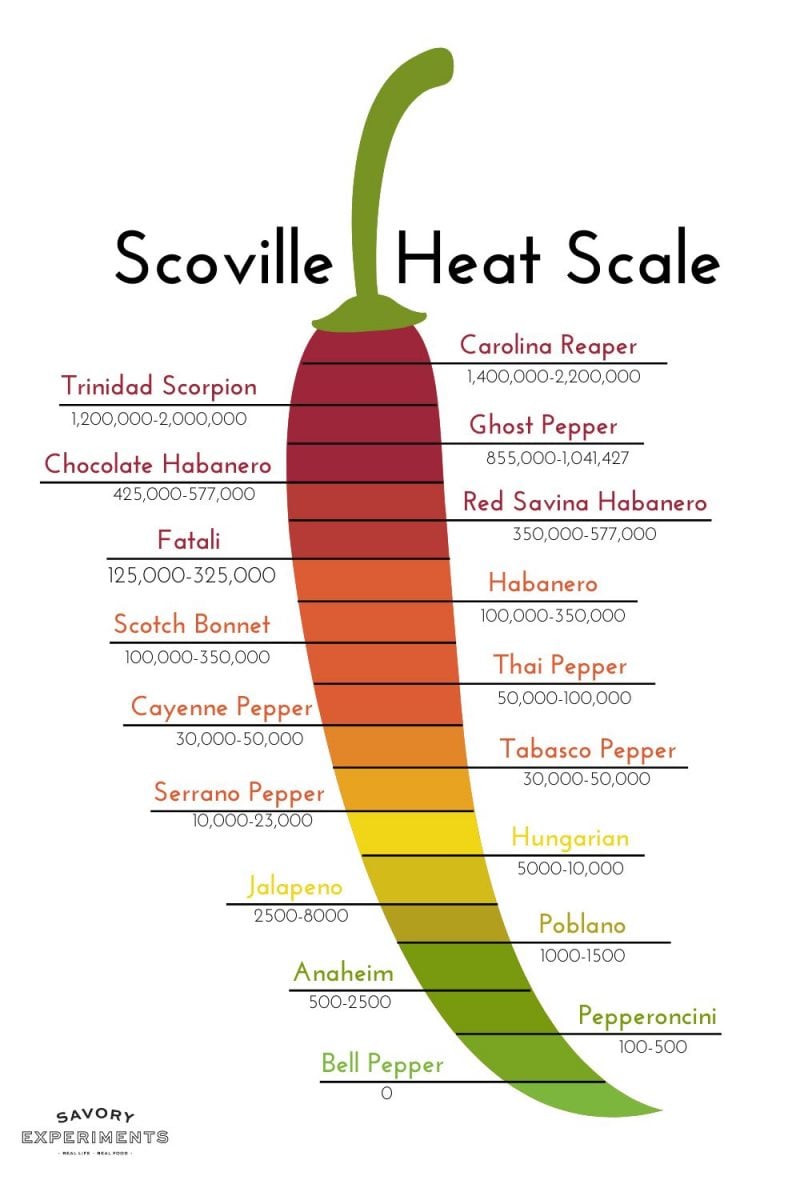 Scoville Heat Scale
Carolina Reaper
1,400,000-2,200,000
Trinidad Scorpion
1,200,000-2,000,000
Ghost Pepper
855,000-1,041,427
Chocolate Habanero
425,000-577,000
Red Savina Habanero
350,000-577,000
Fatali
125,000-325,000
Habanero
100,000-350,000
Scotch Bonnet
100,000-350,000
Thai Pepper
50,000-100,000
Cayenne Pepper
30,000-50,000
Tabasco Pepper
30,000-50,000
Serrano Pepper
10,000-23,000
Hungarian
5000-10,000
Jalapeno
2500-8000
Poblano
1000-1500
Anaheim
500-2500
Pepperoncini
100-500
Bell Pepper
0
SAVORY
EXPERIMENTS
- REAL LIFE - REAL FOOD -